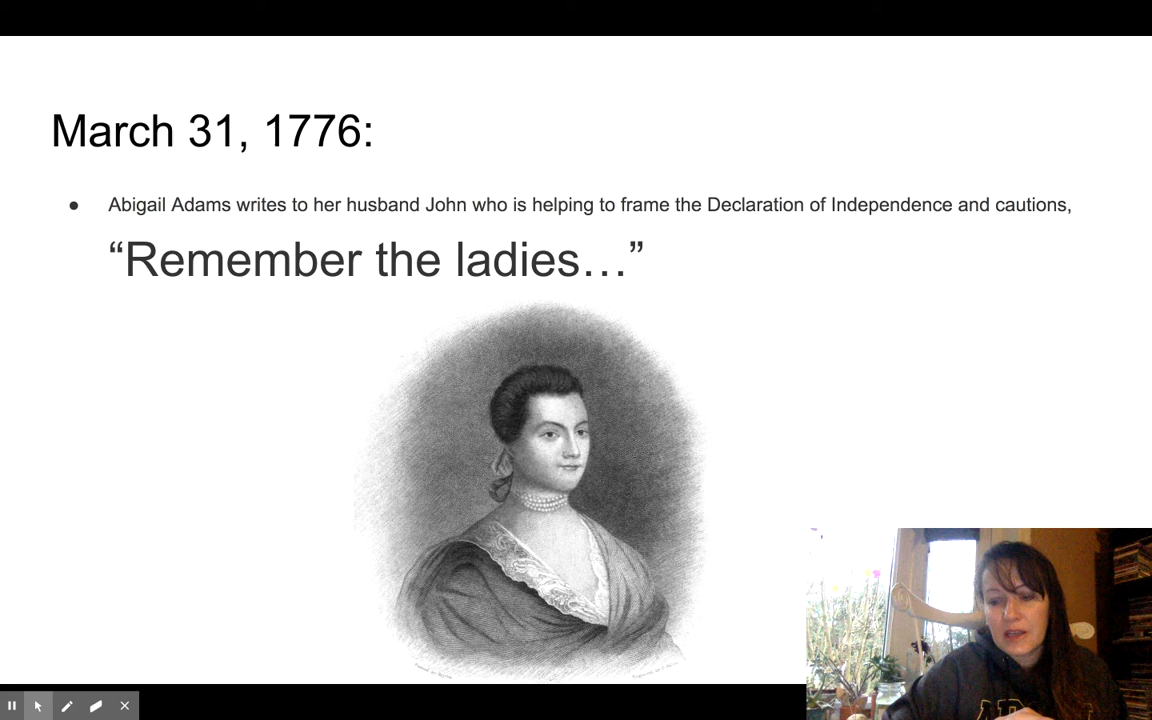 March 31, 1776:
● Abigail Adams writes to her husband John who is helping to frame the Declaration of Independence and cautions,
“Remember the ladies…”